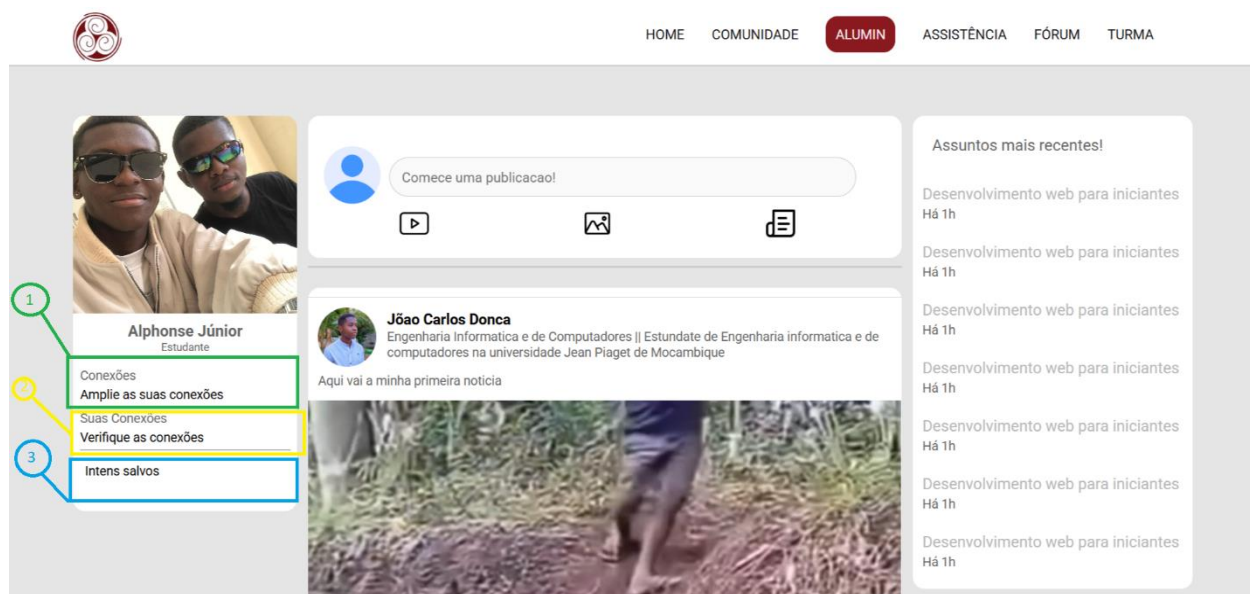 HOME COMUNIDADE ALUMIN ASSISTÊNCIA FÓRUM TURMA
1
Alphonse Júnior
Estudante
Conexões
Amplie as suas conexões
2
Suas Conexões
Verifique as conexões
3
Intens salvos
Comece uma publicacao!
Jõao Carlos Donca
Engenharia Informatica e de Computadores || Estundate de Engenharia informatica e de
computadores na universidade Jean Piaget de Mocambique
Aqui vai a minha primeira noticia
Assuntos mais recentes!
Desenvolvimento web para iniciantes
Há 1h
Desenvolvimento web para iniciantes
Há 1h
Desenvolvimento web para iniciantes
Há 1h
Desenvolvimento web para iniciantes
Há 1h
Desenvolvimento web para iniciantes
Há 1h
Desenvolvimento web para iniciantes
Há 1h
Desenvolvimento web para iniciantes
Há 1h